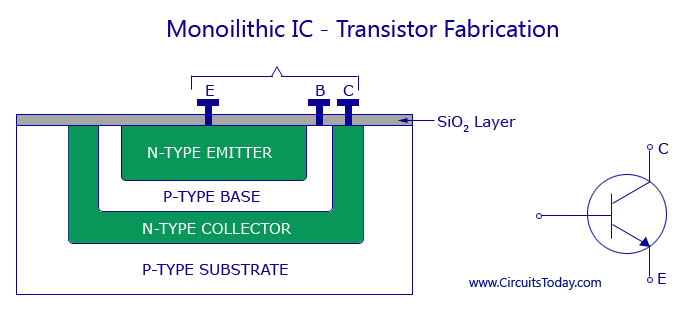 Monoilithic IC - Transistor Fabrication
E B C
SiO₂ Layer
N-TYPE EMITTER
P-TYPE BASE
N-TYPE COLLECTOR
P-TYPE SUBSTRATE
C
E
www.CircuitsToday.com